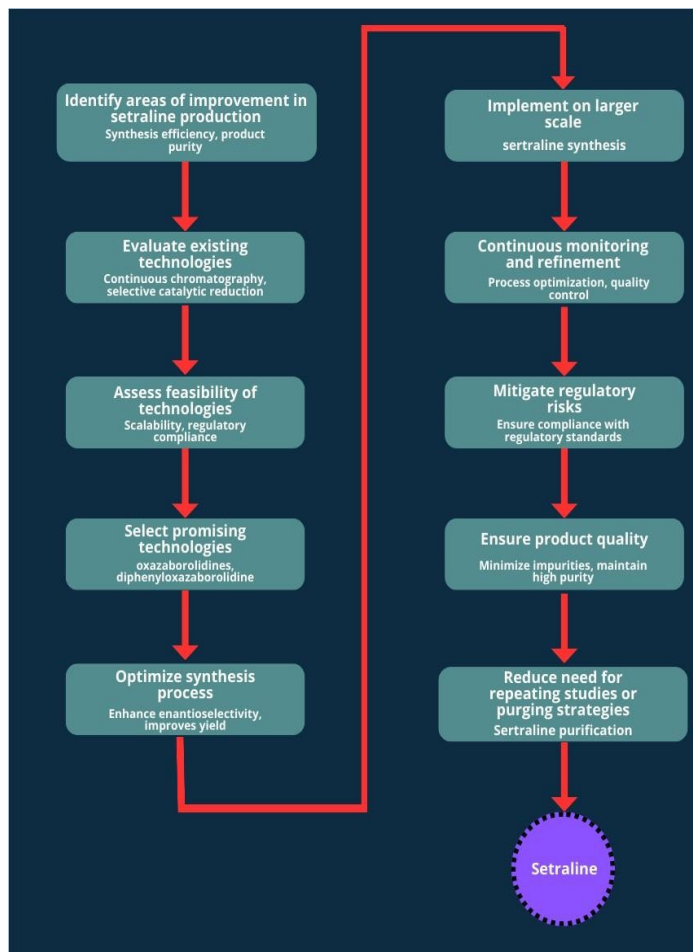 Identify areas of improvement in
setraline production
Synthesis efficiency, product
purity
Evaluate existing
technologies
Continuous chromatography,
selective catalytic reduction
Assess feasibility of
technologies
Scalability, regulatory
compliance
Select promising
technologies
oxazaborolidines,
diphenyloxazaborolidine
Optimize synthesis
process
Enhance enantioselectivity,
improves yield
Implement on larger
scale
sertraline synthesis
Continuous monitoring
and refinement
Process optimization, quality
control
Mitigate regulatory
risks
Ensure compliance with
regulatory standards
Ensure product quality
Minimize impurities, maintain
high purity
Reduce need for
repeating studies or
purging strategies
Sertraline purification
Setraline